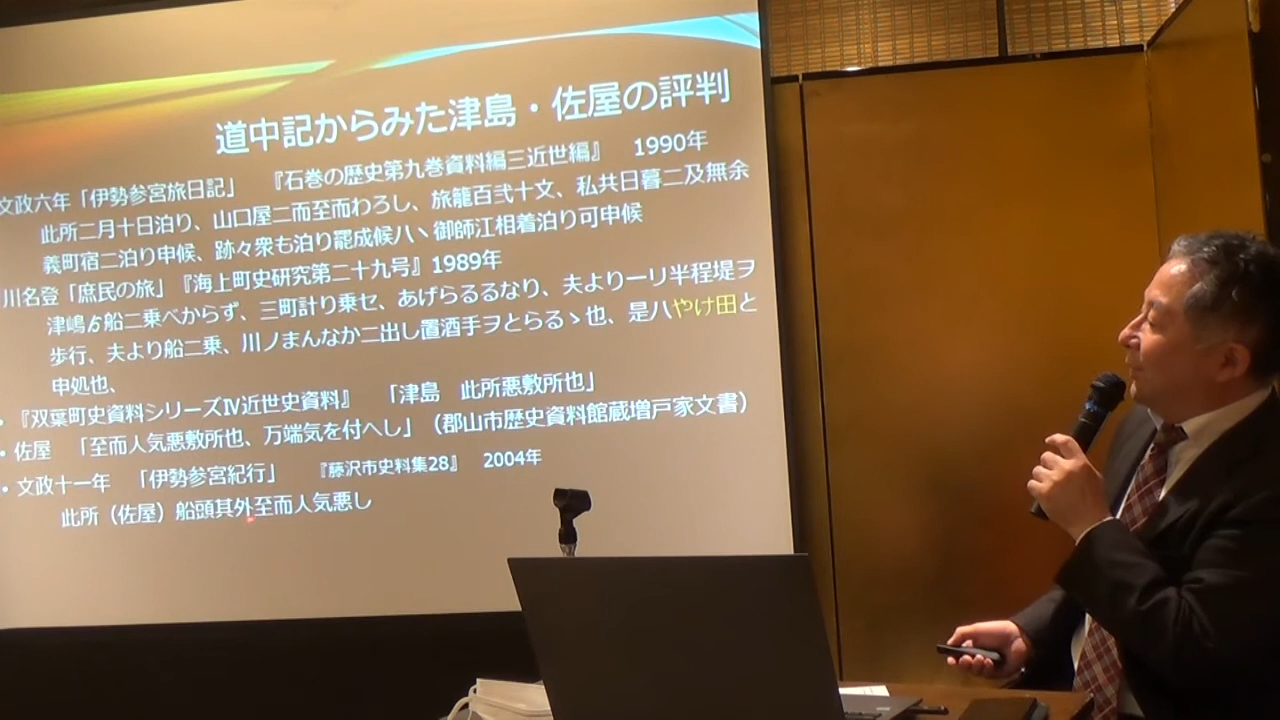 道中記からみた津島・佐屋の評判
文政六年「伊勢参宮旅日記」 『石巻の歴史第九巻資料編三近世編』 1990年
此所二月十日泊り、山口屋二而至而わろし、旅籠百弐十文、私共日暮二及無余
義町宿二泊り申候、跡々衆も泊り罷成候ハヽ御師江相着泊り可申候
川名登「庶民の旅」『海上町史研究第二十九号』1989年
津嶋ゟ船二乗べからず、三町計り乗セ、あげらるるなり、夫より一リ半程堤ヲ
歩行、夫より船二乗、川ノまんなか二出し置酒手ヲとらるゝ也、是ハやけ田と
申処也、
・『双葉町史資料シリーズⅣ近世史資料』 「津島 此所悪敷所也」
・佐屋 「至而人気悪敷所也、万端気を付へし」（郡山市歴史資料館蔵増戸家文書）
・文政十一年 「伊勢参宮紀行」 『藤沢市史料集28』 2004年
此所（佐屋）船頭其外至而人気悪し